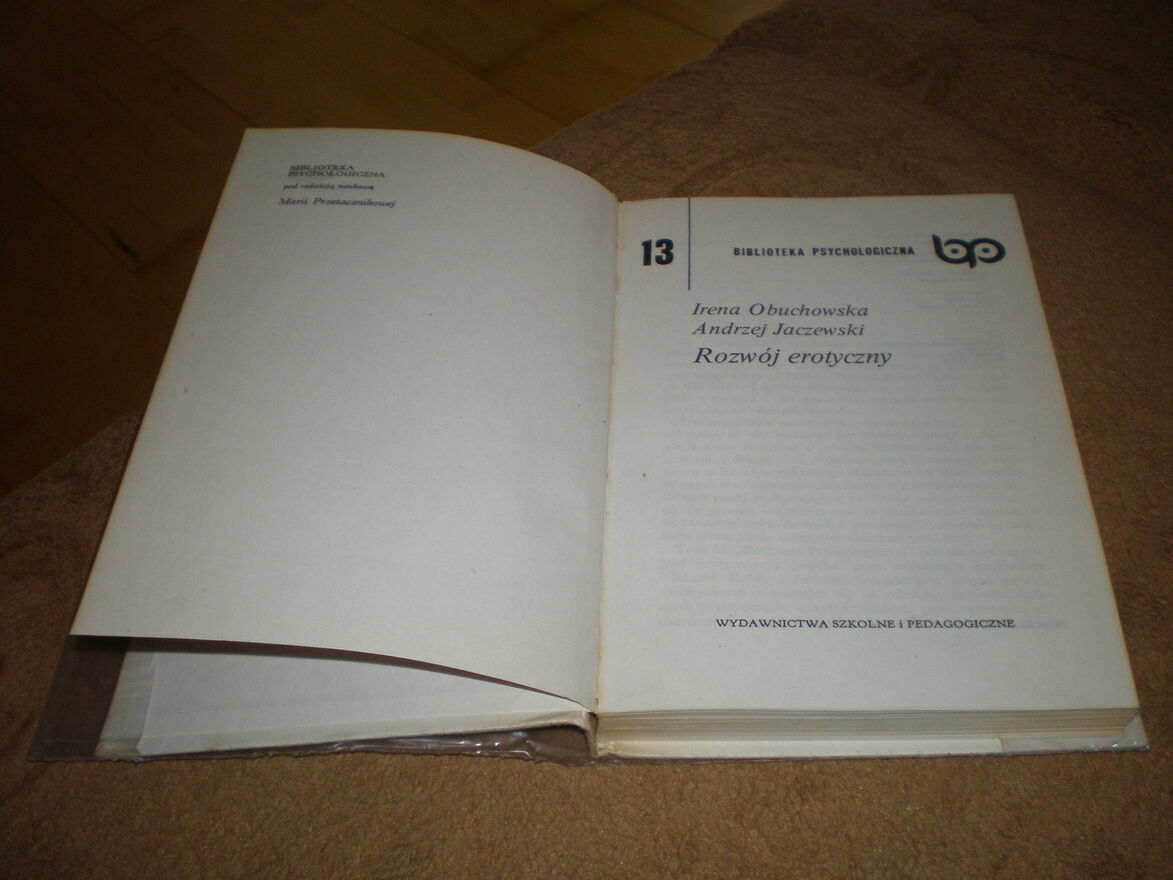 BIBLIOTEKA
PSYCHOLOGICZNA
pod redakcją naukową
Marii Przetacznikowej
13
BIBLIOTEKA PSYCHOLOGICZNA
bp
Irena Obuchowska
Andrzej Jaczewski
Rozwój erotyczny
WYDAWNICTWA SZKOLNE i PEDAGOGICZNE